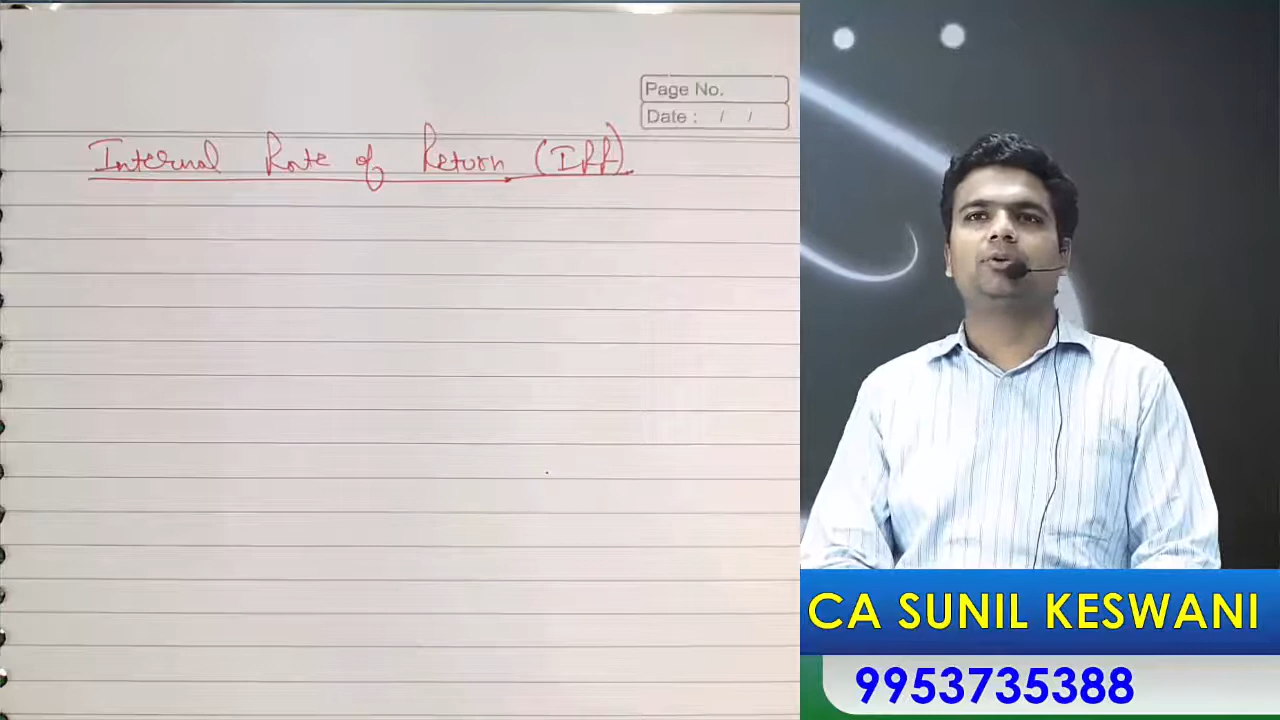 Page No.
Date : / /
Internal Rate of Return (IRR)
CA SUNIL KESWANI
9953735388